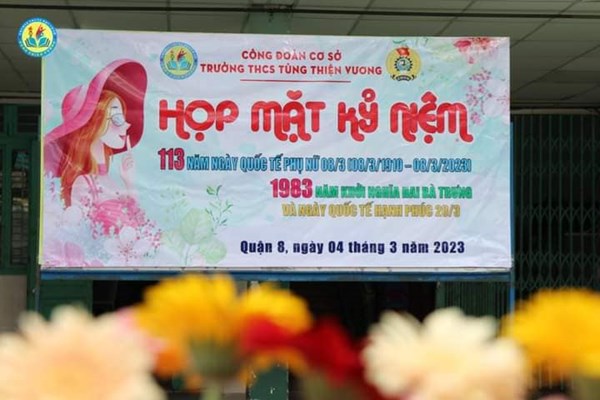 CÔNG ĐOÀN CƠ SỞ
TRƯỜNG THCS TÙNG THIỆN VƯƠNG
HỌP MẶT KỶ NIỆM
113 NĂM NGÀY QUỐC TẾ PHỤ NỮ 08/3 (08/3/1910 – 08/3/2023)
1983 NĂM KHỞI NGHĨA HAI BÀ TRƯNG
VÀ NGÀY QUỐC TẾ HẠNH PHÚC 20/3
Quận 8, ngày 04 tháng 3 năm 2023